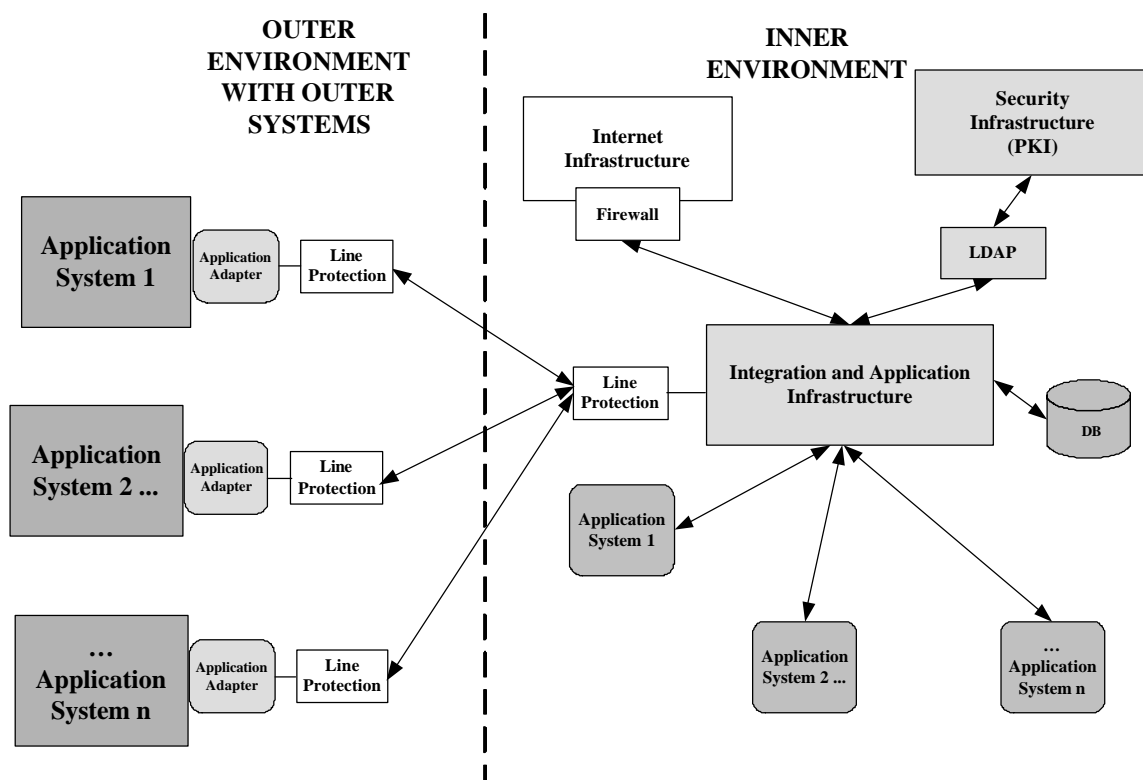 OUTER
ENVIRONMENT
WITH OUTER
SYSTEMS
INNER
ENVIRONMENT
Internet
Infrastructure
Firewall
Security
Infrastructure
(PKI)
LDAP
Application
System 1
Application
Adapter
Line
Protection
Line
Protection
Integration and Application
Infrastructure
DB
Application
System 2 ...
Application
Adapter
Line
Protection
Application
System 1
Application
System 2 ...
...
Application
System n
…
Application
System n
Application
Adapter
Line
Protection